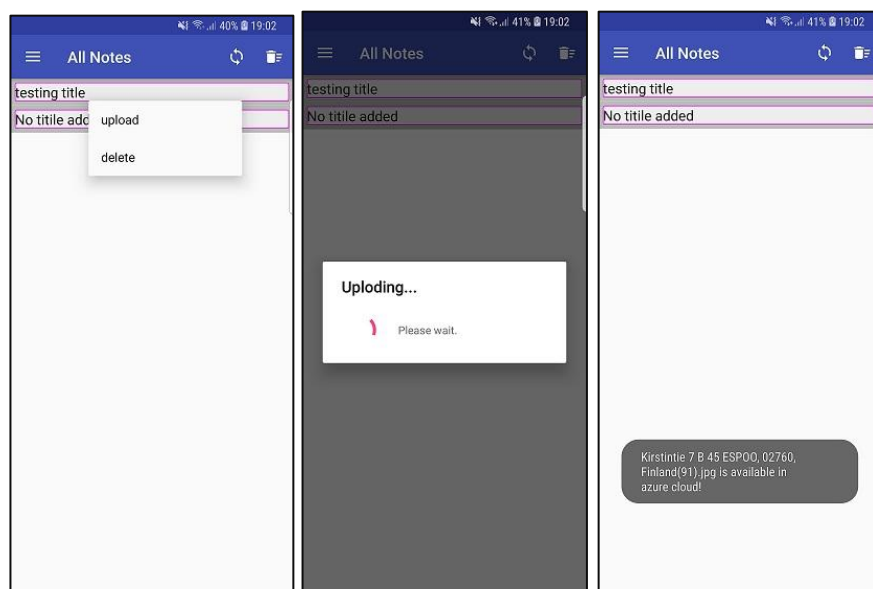 40% 19:02
All Notes
testing title
No titile add
upload
delete
41% 19:02
All Notes
testing title
No titile added
Uploding...
Please wait.
41% 19:02
All Notes
testing title
No titile added
Kirstintie 7 B 45 ESPOO, 02760,
Finland(91).jpg is available in
azure cloud!